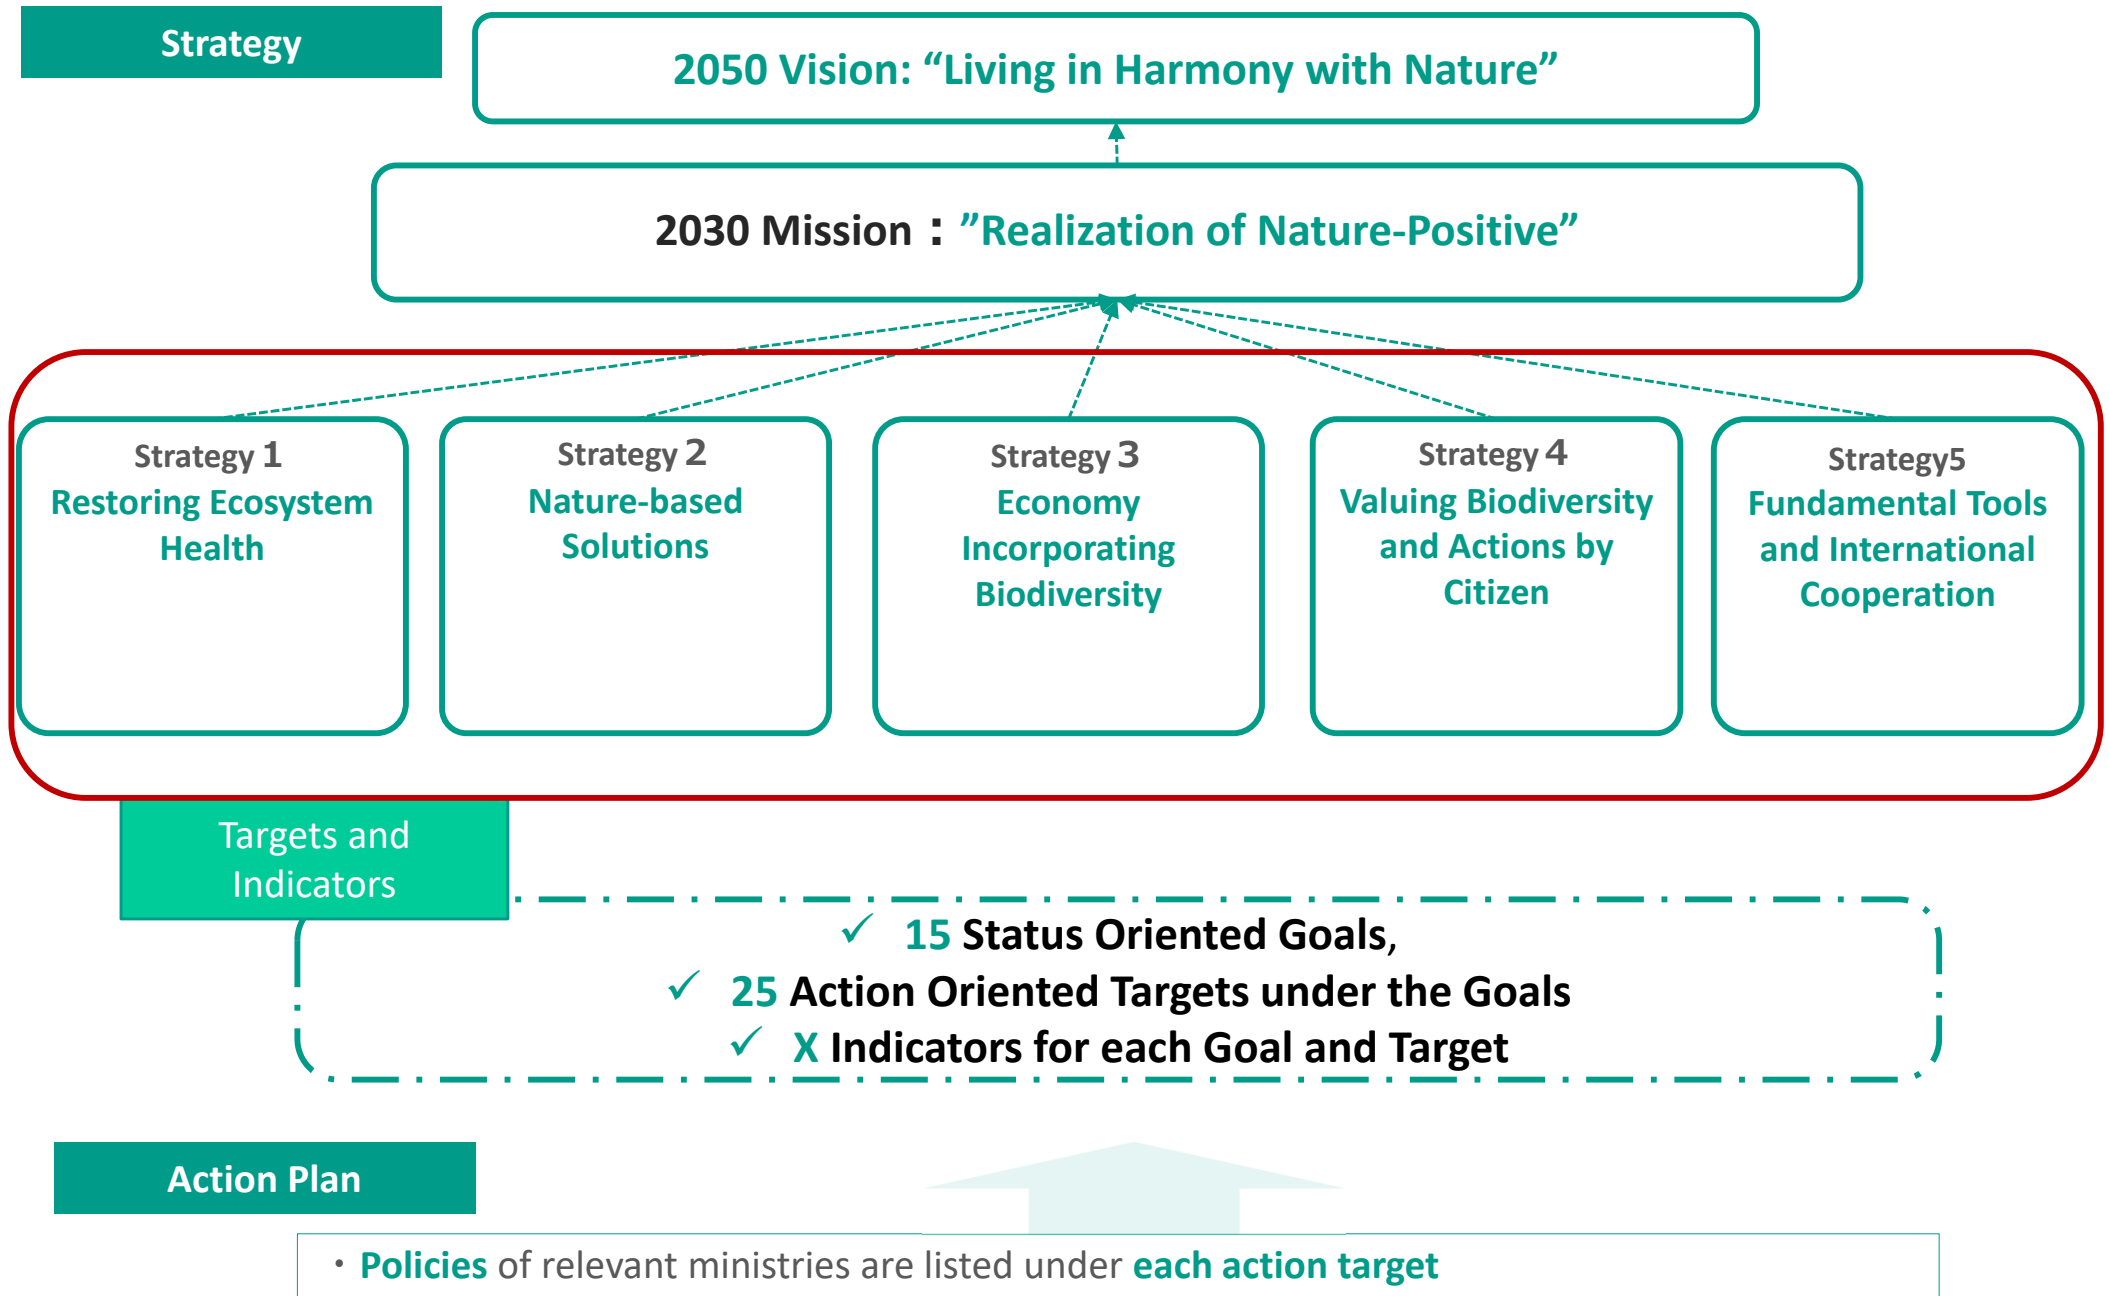 Strategy
2050 Vision: “Living in Harmony with Nature”
2030 Mission：”Realization of Nature-Positive”
Strategy 1
Restoring Ecosystem
Health
Strategy 2
Nature-based
Solutions
Strategy 3
Economy
Incorporating
Biodiversity
Strategy 4
Valuing Biodiversity
and Actions by
Citizen
Strategy5
Fundamental Tools
and International
Cooperation
Targets and
Indicators
✓ 15 Status Oriented Goals,
✓ 25 Action Oriented Targets under the Goals
✓ X Indicators for each Goal and Target
Action Plan
・Policies of relevant ministries are listed under each action target